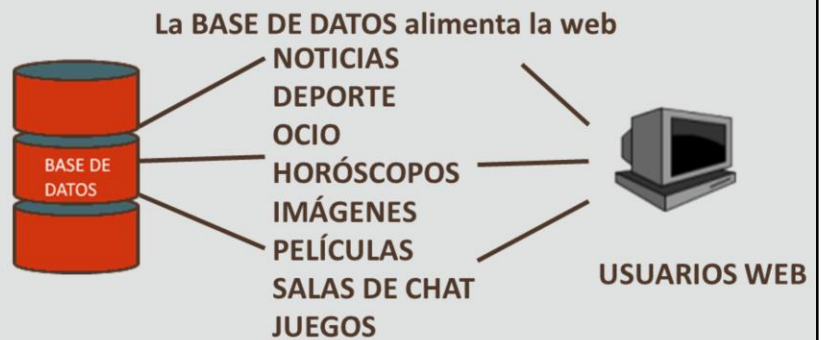 La BASE DE DATOS alimenta la web
NOTICIAS
DEPORTE
OCIO
HORÓSCOPOS
IMÁGENES
PELÍCULAS
SALAS DE CHAT
JUEGOS
BASE DE
DATOS
USUARIOS WEB